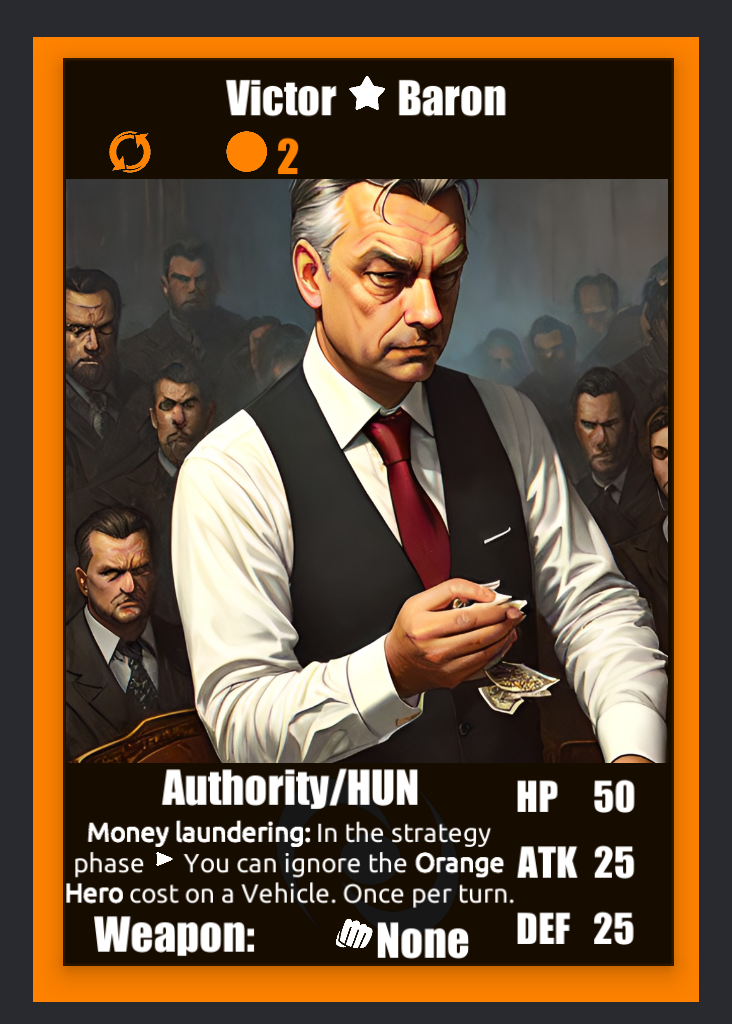 Victor ★ Baron
2
Authority/HUN
HP 50
Money laundering: In the strategy
phase ► You can ignore the Orange
Hero cost on a Vehicle. Once per turn.
ATK 25
Weapon: None
DEF 25